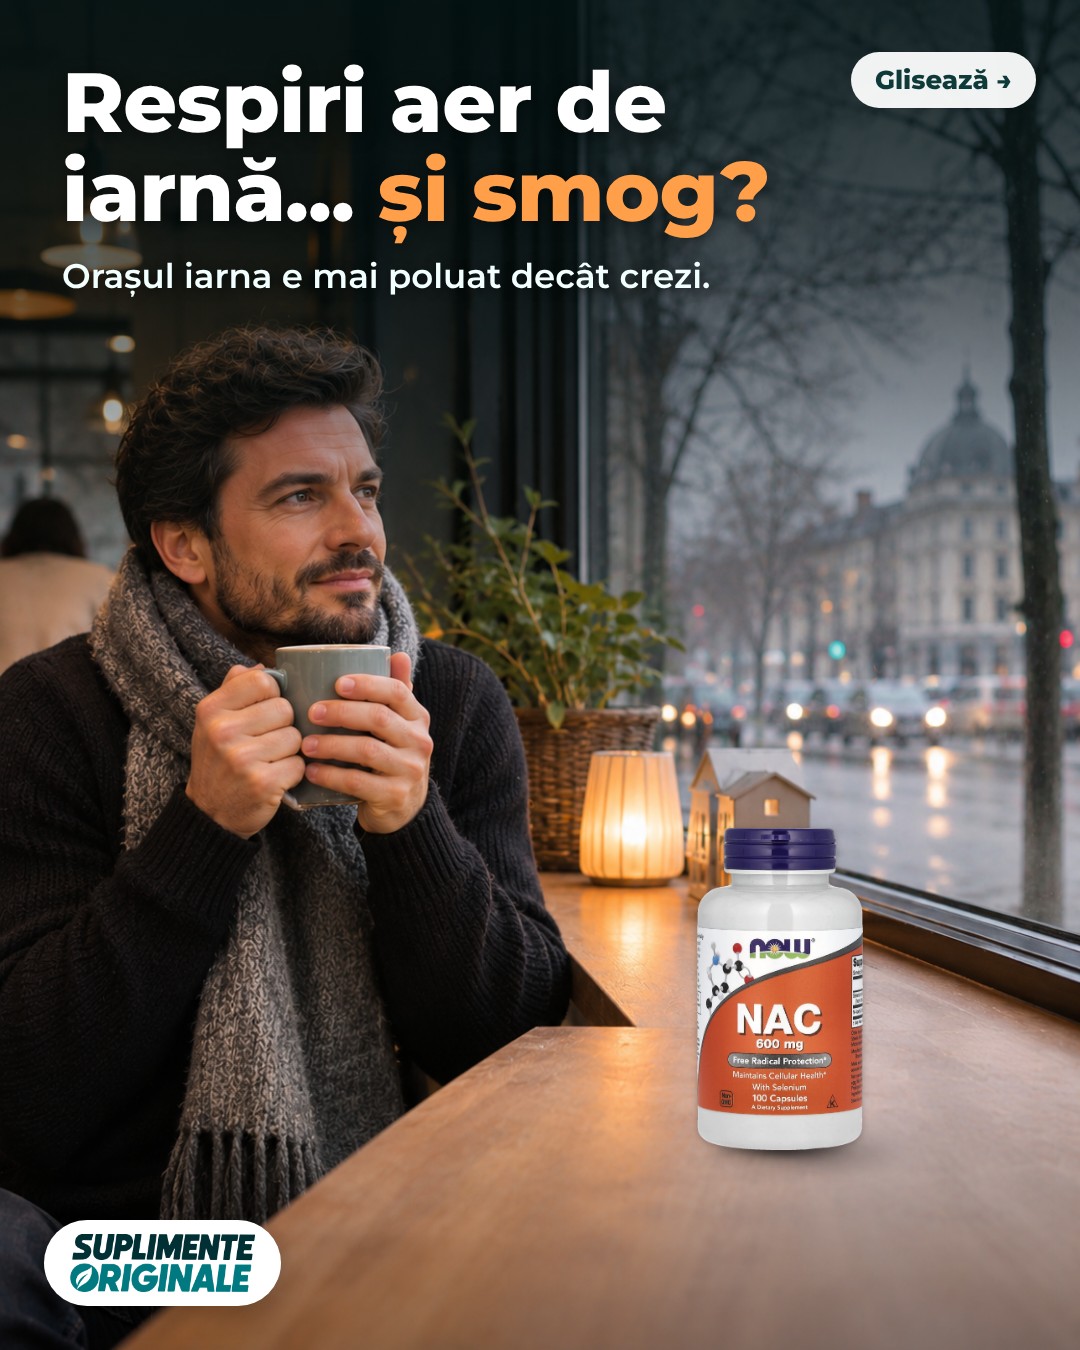 Respiri aer de
iarnă... și smog?
Orașul iarna e mai poluat decât crezi.
Glisează →
NOW®
NAC
600 mg
Free Radical Protection*
Maintains Cellular Health*
With Selenium
100 Capsules
A Dietary Supplement
SUPLIMENTE
ORIGINALE